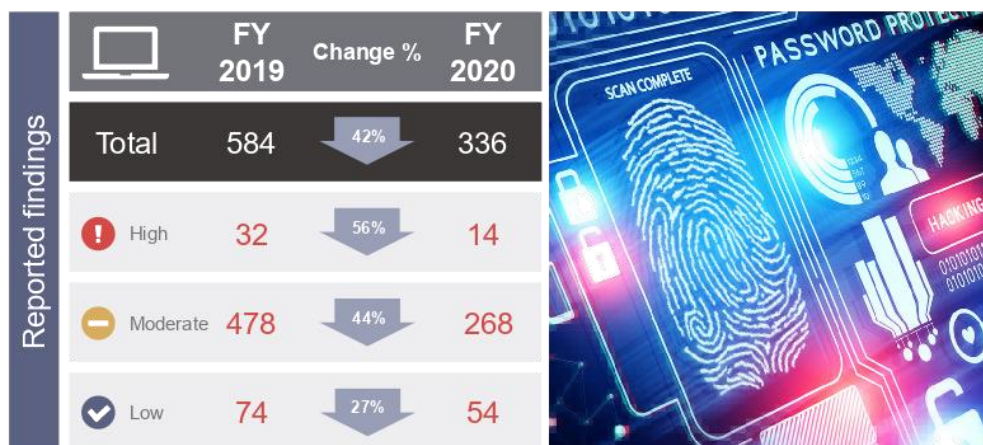 Reported findings
FY 2019 Change % FY 2020
Total 584 42% 336
High 32 56% 14
Moderate 478 44% 268
Low 74 27% 54
PASSWORD PROTECTE
SCAN COMPLETE
HACKING